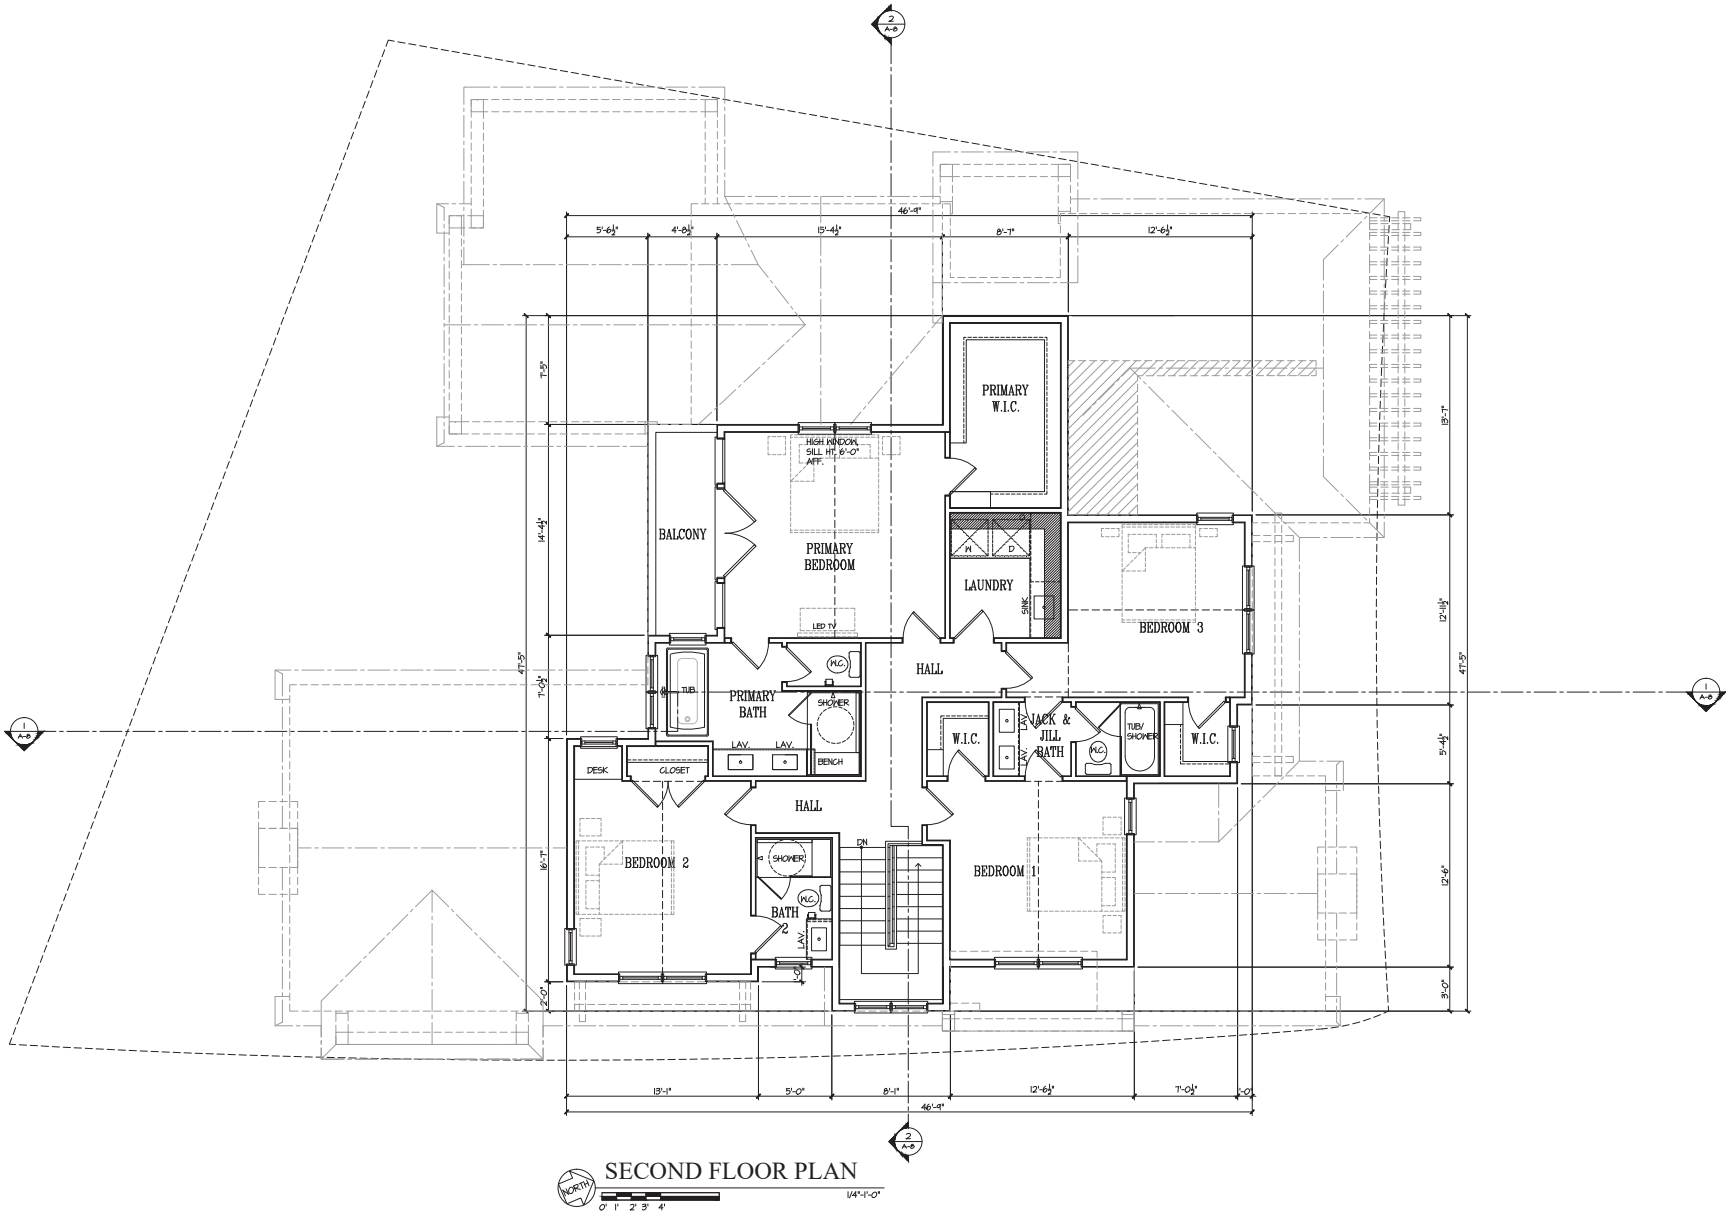 2
A-8
46'-9"
5'-6½"
4'-8½"
15'-4½"
8'-7"
12'-6½"
7'-5"
14'-4½"
47'-5"
7'-0½"
16'-7"
2'-0"
13'-7"
12'-11½"
47'-5"
5'-4½"
12'-6"
3'-0"
PRIMARY
W.I.C.
HIGH WINDOW,
SILL HT. 6'-0"
AFF.
BALCONY
PRIMARY
BEDROOM
W
D
LAUNDRY
SINK
LED TV
BEDROOM 3
HALL
W.C.
TUB
PRIMARY
BATH
SHOWER
LAV.
LAV.
BENCH
W.I.C.
LAV.
LAV.
JACK &
JILL
BATH
W.C.
TUB/
SHOWER
W.I.C.
1
A-8
1
A-8
DESK
CLOSET
HALL
BEDROOM 2
SHOWER
W.C.
BATH
2
LAV.
DN
BEDROOM 1
1'-0"
13'-1"
5'-0"
8'-1"
12'-6½"
7'-0½"
1'-0"
46'-9"
2
A-8
NORTH
SECOND FLOOR PLAN
1/4"-1'-0"
0' 1' 2' 3' 4'